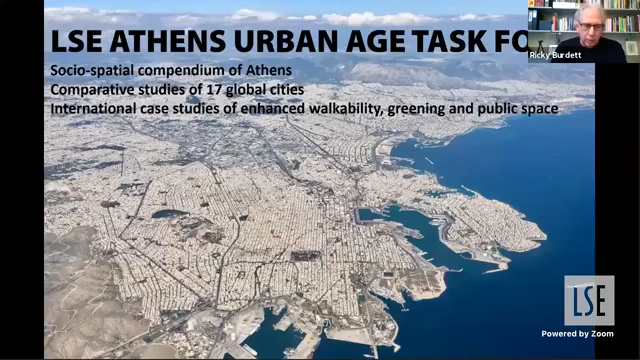 LSE ATHENS URBAN AGE TASK FO
Ricky Burdett
Socio-spatial compendium of Athens
Comparative studies of 17 global cities
International case studies of enhanced walkability, greening and public space
LSE
Powered by Zoom